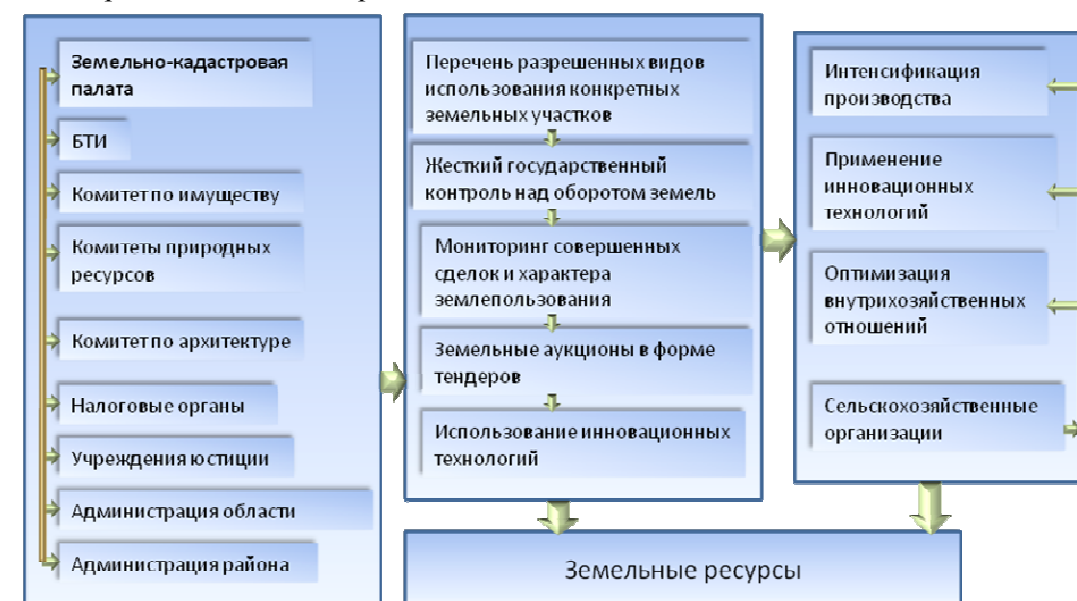 Земельно-кадастровая
палата
БТИ
Комитет по имуществу
Комитеты природных
ресурсов
Комитет по архитектуре
Налоговые органы
Учреждения юстиции
Администрация области
Администрация района
Перечень разрешенных видов
использования конкретных
земельных участков
Жесткий государственный
контроль над оборотом земель
Мониторинг совершенных
сделок и характера
землепользования
Земельные аукционы в форме
тендеров
Использование инновационных
технологий
Интенсификация
производства
Применение
инновационных
технологий
Оптимизация
внутрихозяйственных
отношений
Сельскохозяйственные
организации
Земельные ресурсы